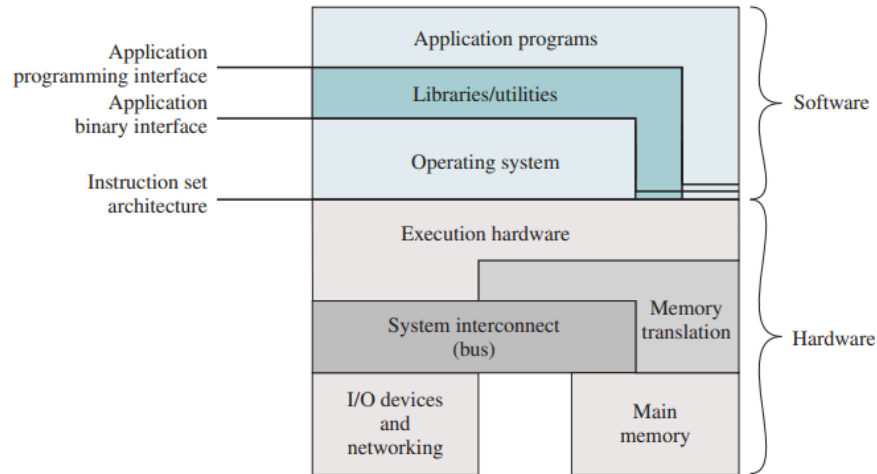 Application programs
Application
programming interface
Libraries/utilities
Application
binary interface
Software
Operating system
Instruction set
architecture
Execution hardware
Memory
translation
System interconnect
(bus)
Hardware
I/O devices
and
networking
Main
memory